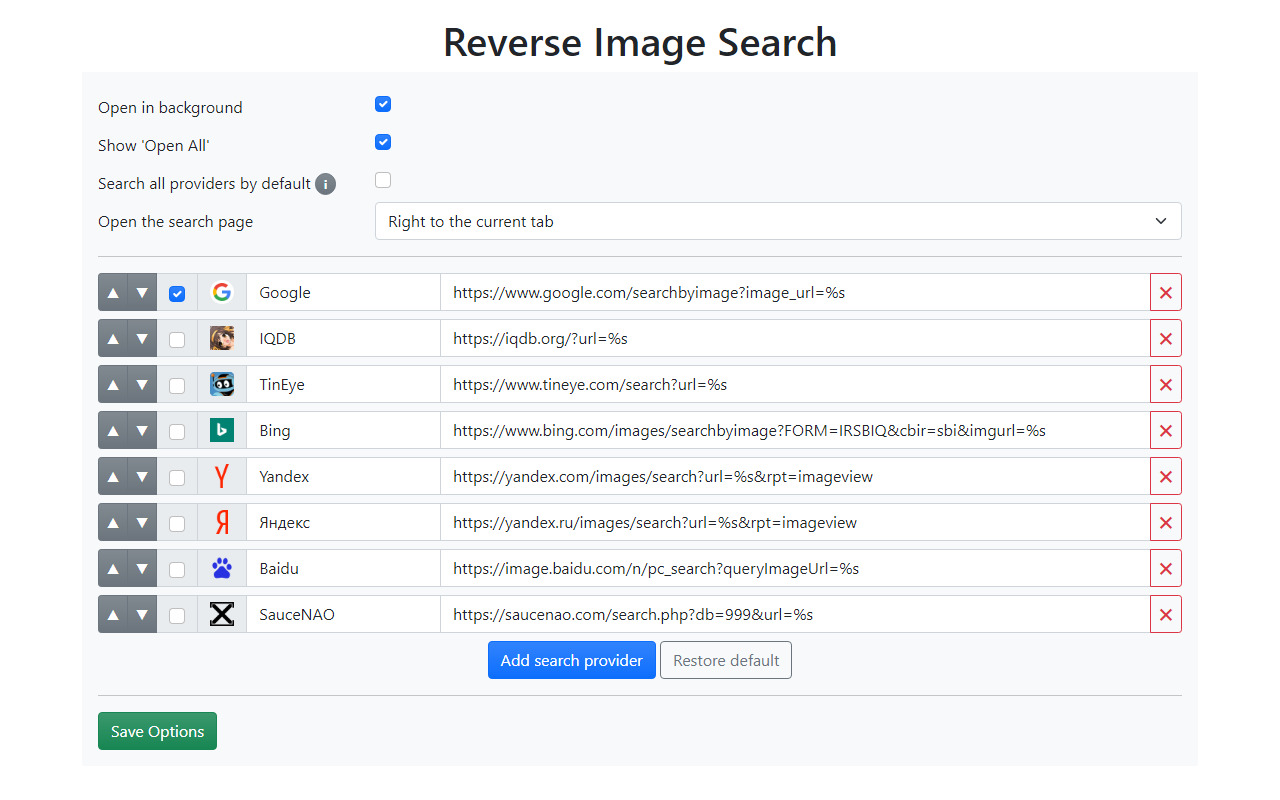 Reverse Image Search
Open in background
Show 'Open All'
Search all providers by default i
Open the search page Right to the current tab
▲ ▼ Google https://www.google.com/searchbyimage?image_url=%s ✕
▲ ▼ IQDB https://iqdb.org/?url=%s ✕
▲ ▼ TinEye https://www.tineye.com/search?url=%s ✕
▲ ▼ Bing https://www.bing.com/images/searchbyimage?FORM=IRSBIQ&cbir=sbi&imgurl=%s ✕
▲ ▼ Yandex https://yandex.com/images/search?url=%s&rpt=imageview ✕
▲ ▼ Яндекс https://yandex.ru/images/search?url=%s&rpt=imageview ✕
▲ ▼ Baidu https://image.baidu.com/n/pc_search?queryImageUrl=%s ✕
▲ ▼ SauceNAO https://saucenao.com/search.php?db=999&url=%s ✕
Add search provider Restore default
Save Options